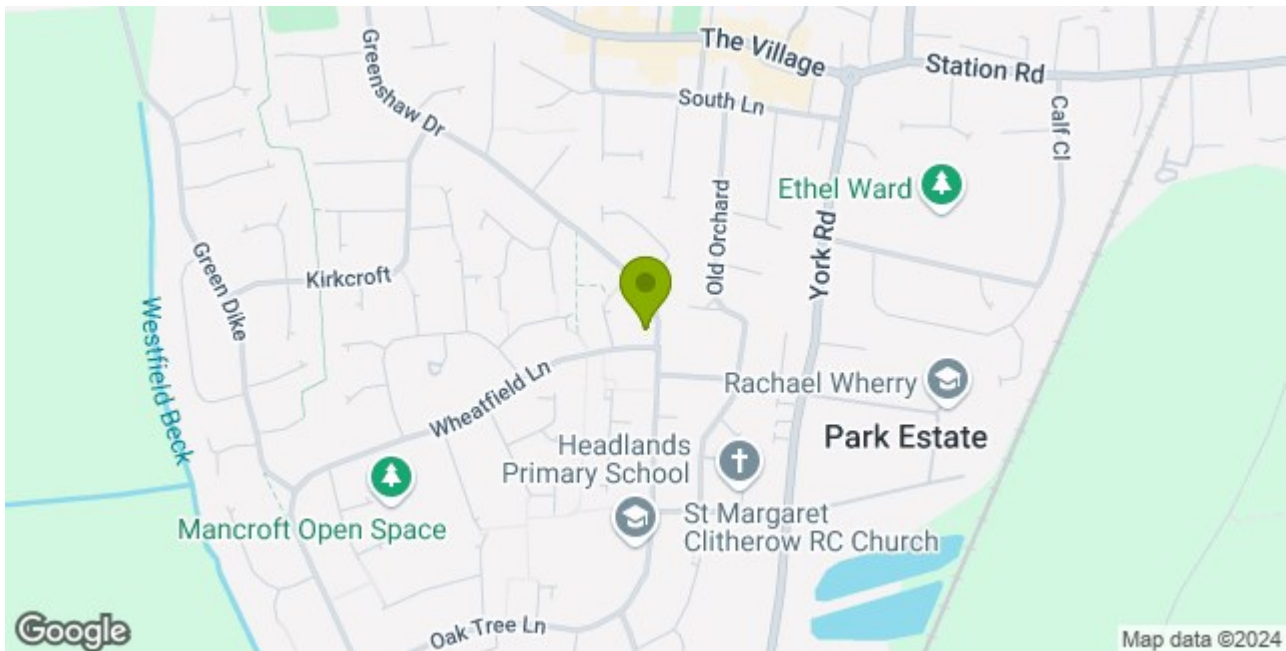 The Village
Station Rd
Greenshaw Dr
South Ln
Calf Cl
Ethel Ward
Old Orchard
York Rd
Green Dike
Kirkcroft
Westfield Beck
Wheatfield Ln
Rachael Wherry
Park Estate
Headlands
Primary School
Mancroft Open Space
St Margaret
Clitherow RC Church
Oak Tree Ln
Google
Map data ©2024